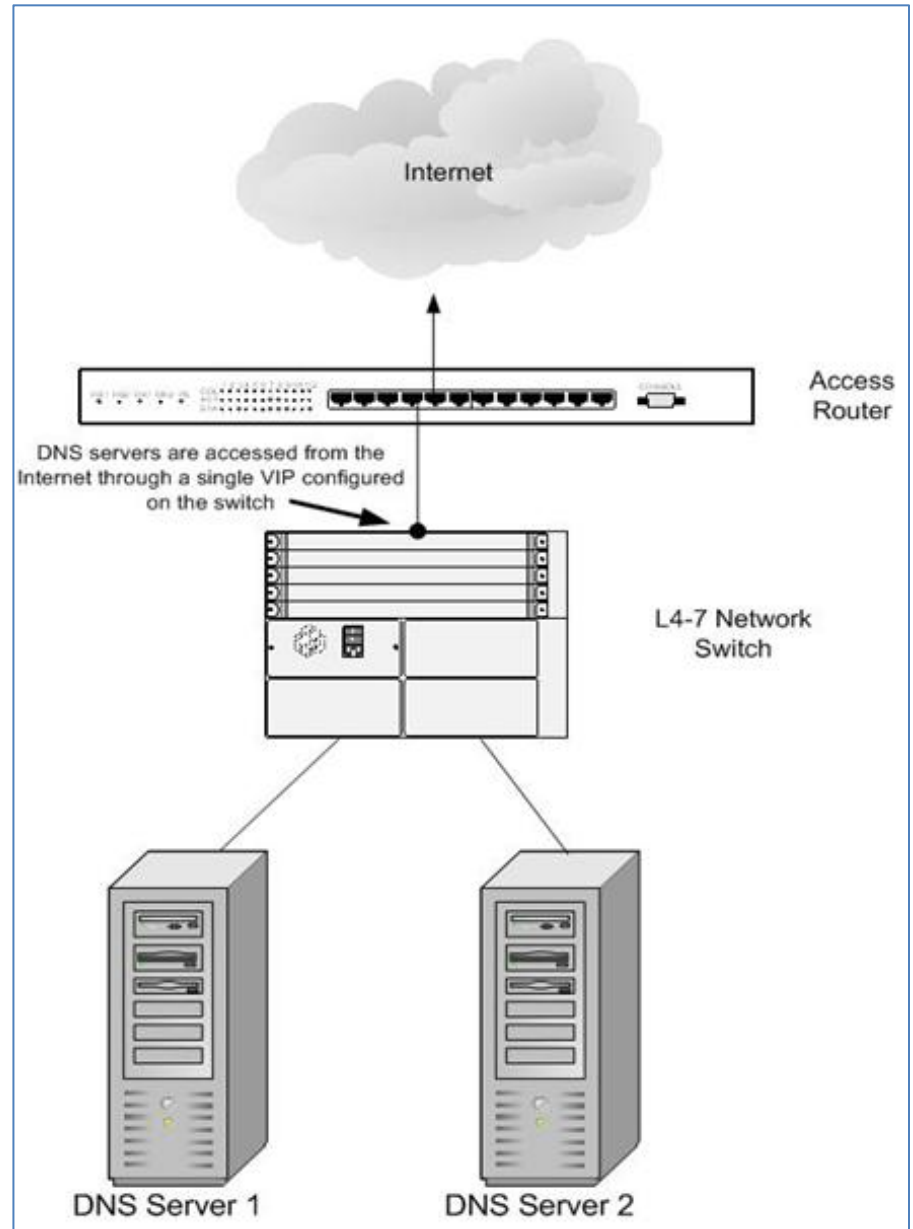 Internet
CONSOLE
Access
Router
DNS servers are accessed from the
Internet through a single VIP configured
on the switch
L4-7 Network
Switch
DNS Server 1
DNS Server 2